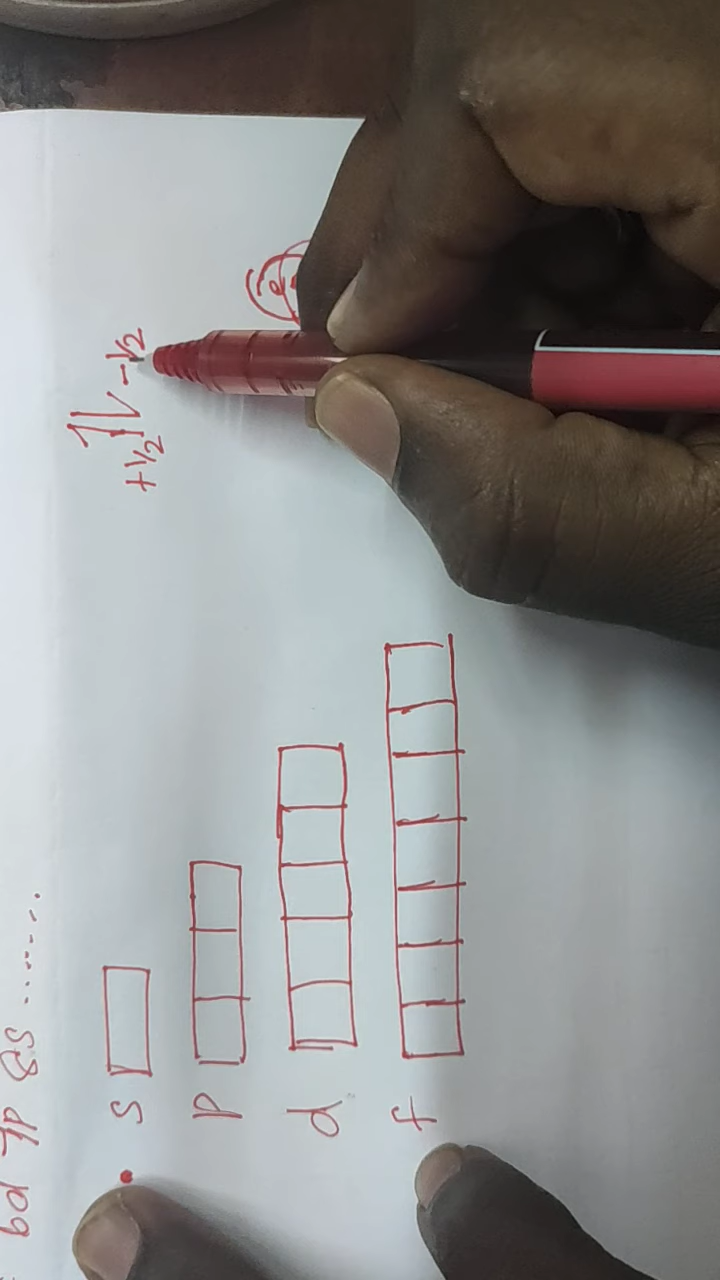 6d 7p 8s .......
s
p
d
f
↑↓
+1/2 -1/2
e